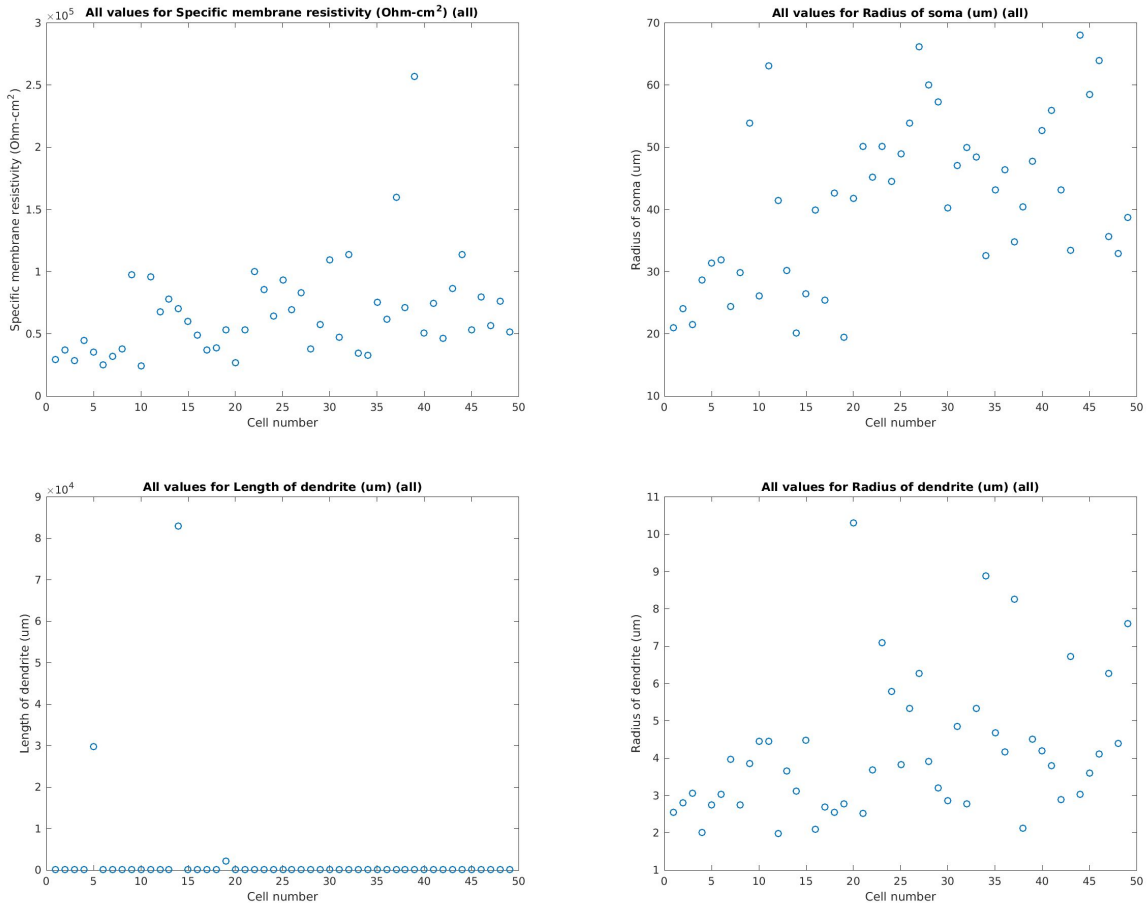 All values for Specific membrane resistivity (Ohm-cm²) (all)
×10⁵
3
2.5
2
1.5
1
0.5
0
Specific membrane resistivity (Ohm-cm²)
0 5 10 15 20 25 30 35 40 45 50
Cell number
All values for Radius of soma (um) (all)
70
60
50
40
30
20
10
Radius of soma (um)
0 5 10 15 20 25 30 35 40 45 50
Cell number
All values for Length of dendrite (um) (all)
×10⁴
9
8
7
6
5
4
3
2
1
0
Length of dendrite (um)
0 5 10 15 20 25 30 35 40 45 50
Cell number
All values for Radius of dendrite (um) (all)
11
10
9
8
7
6
5
4
3
2
1
Radius of dendrite (um)
0 5 10 15 20 25 30 35 40 45 50
Cell number